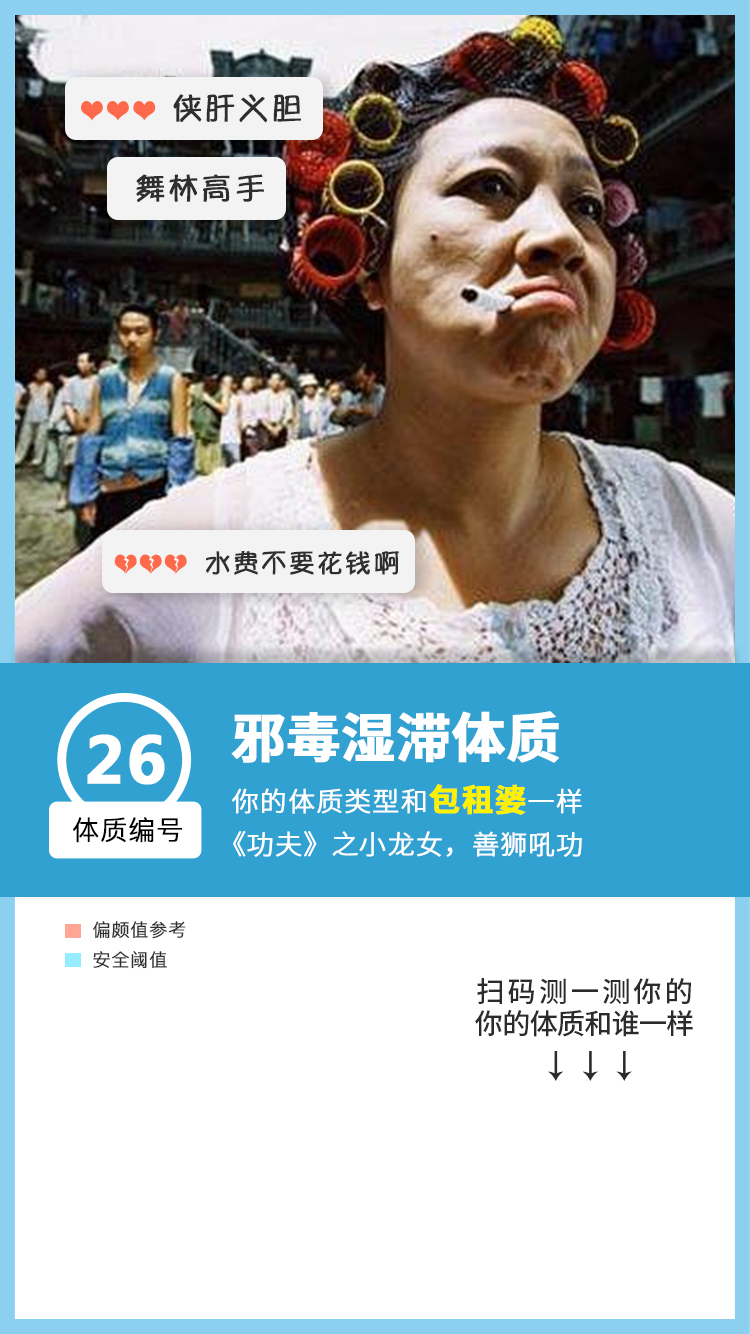 侠肝义胆
舞林高手
水费不要花钱啊
26
体质编号
邪毒湿滞体质
你的体质类型和包租婆一样
《功夫》之小龙女，善狮吼功
偏颇值参考
安全阈值
扫码测一测你的
你的体质和谁一样
↓↓↓